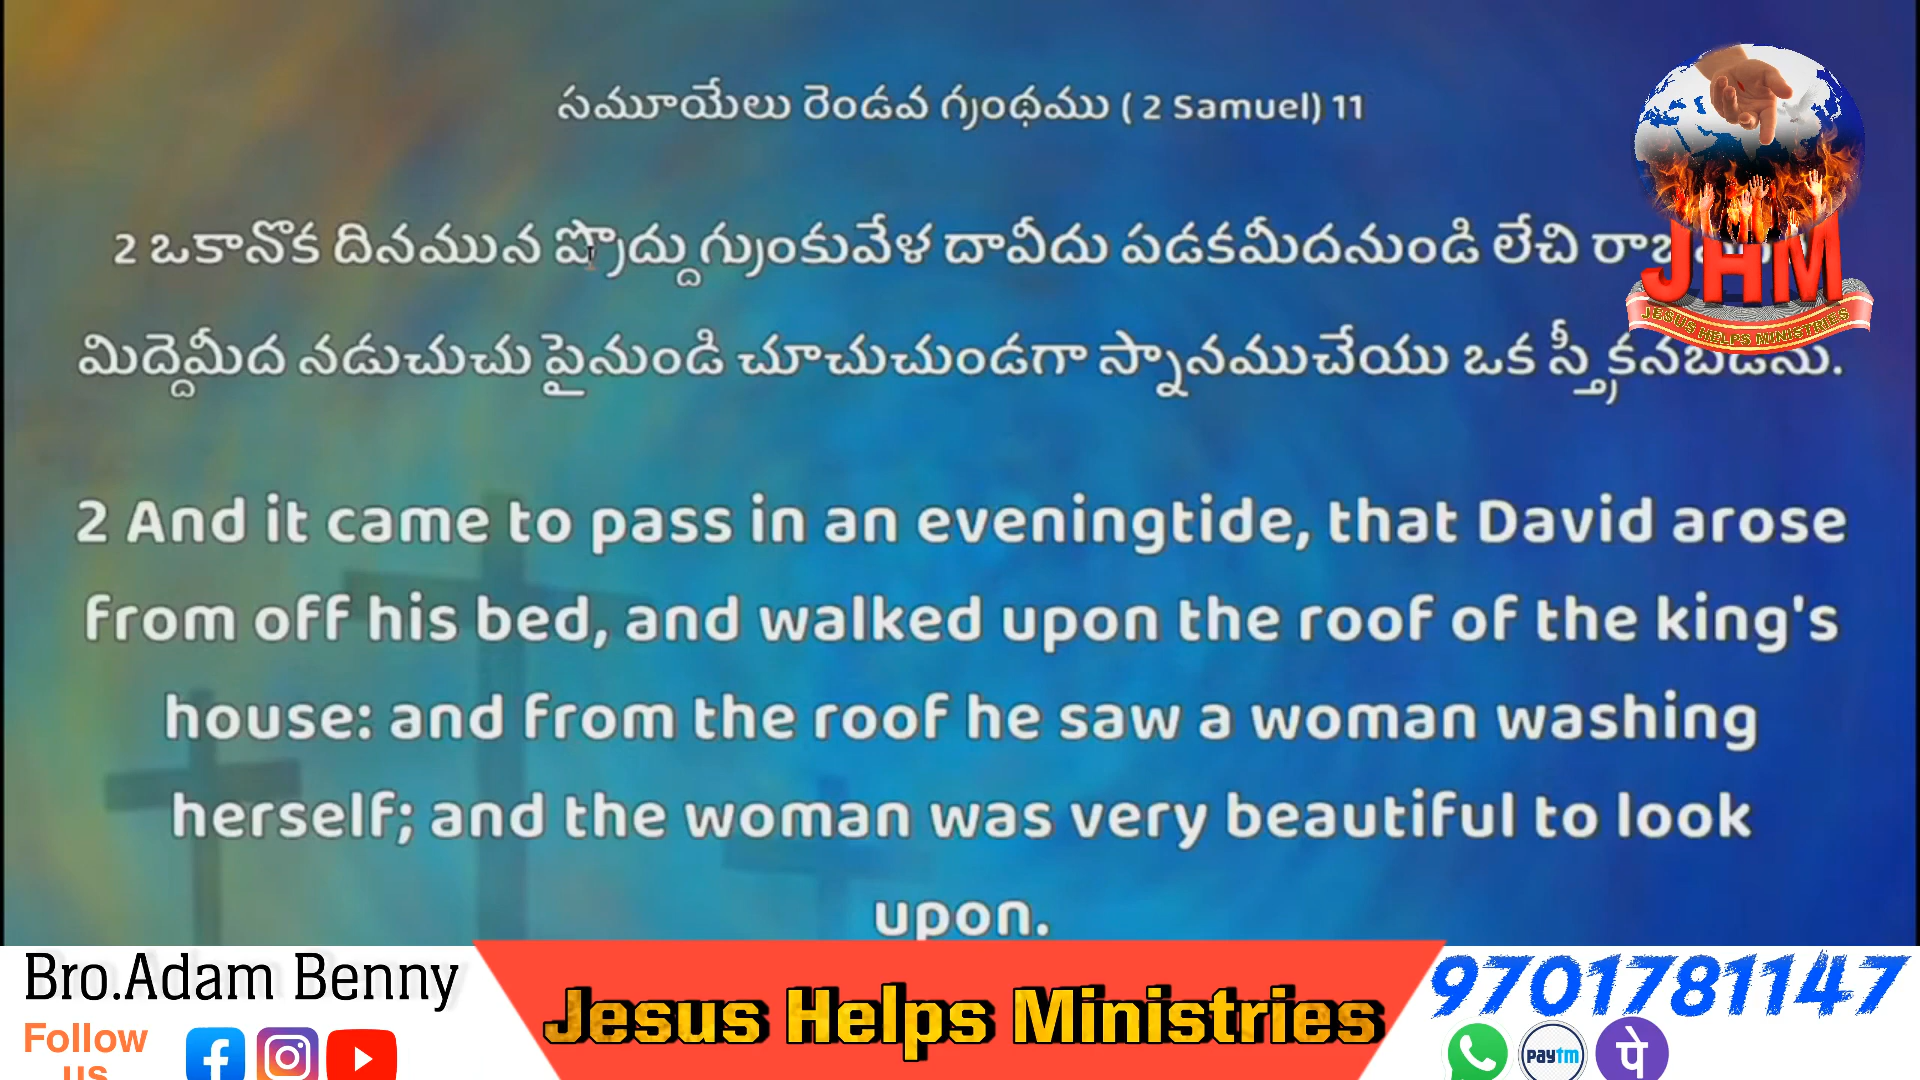 సమూయేలు రెండవ గ్రంథము ( 2 Samuel) 11
JHM
JESUS HELPS MINISTRIES
2 ఒకానొక దినమున ప్రొద్దుగ్రుంకువేళ దావీదు పడకమీదనుండి లేచి
మిద్దెమీద నడుచుచు పైనుండి చూచుచుండగా స్నానముచేయు ఒక స్త్రీకనబడెను.
2 And it came to pass in an eveningtide, that David arose
from off his bed, and walked upon the roof of the king's
house: and from the roof he saw a woman washing
herself; and the woman was very beautiful to look
upon.
Bro.Adam Benny
Jesus Helps Ministries
9701781147
Follow
us
paytm
पे